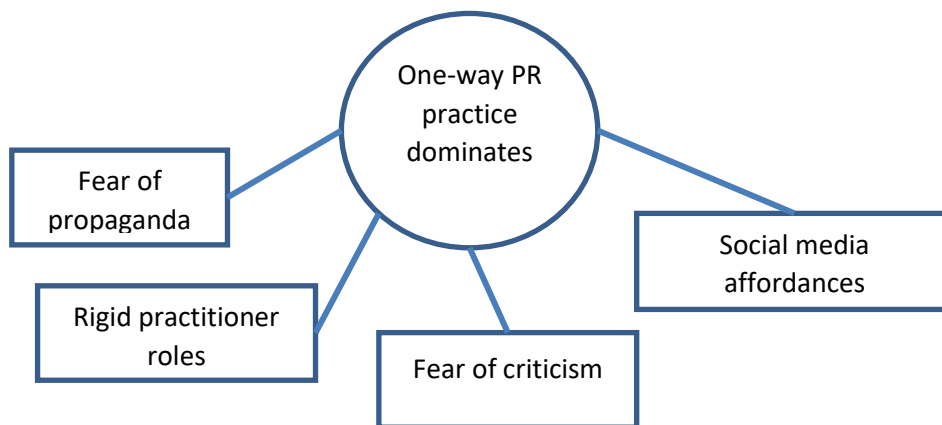 One-way PR
practice
dominates
Fear of
propaganda
Social media
affordances
Rigid practitioner
roles
Fear of criticism